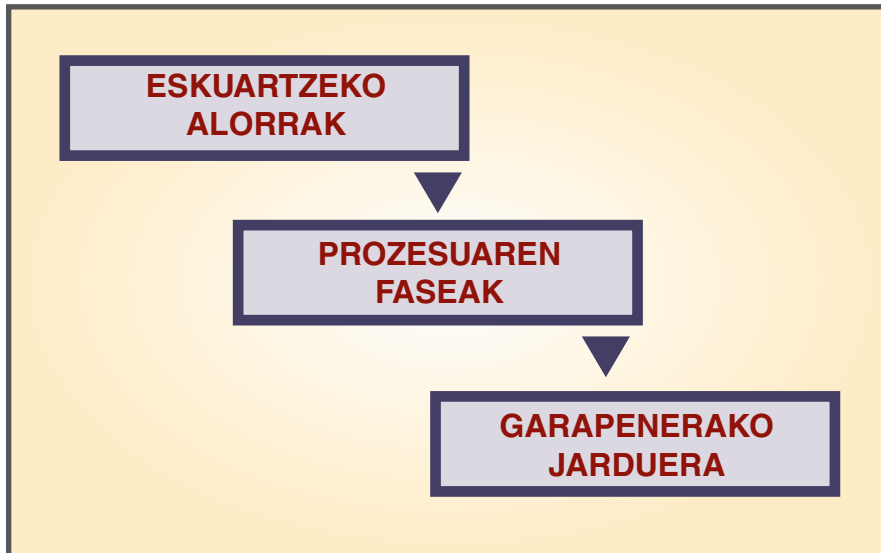 ESKUARTZEKO
ALORRAK
PROZESUAREN
FASEAK
GARAPENERAKO
JARDUERA